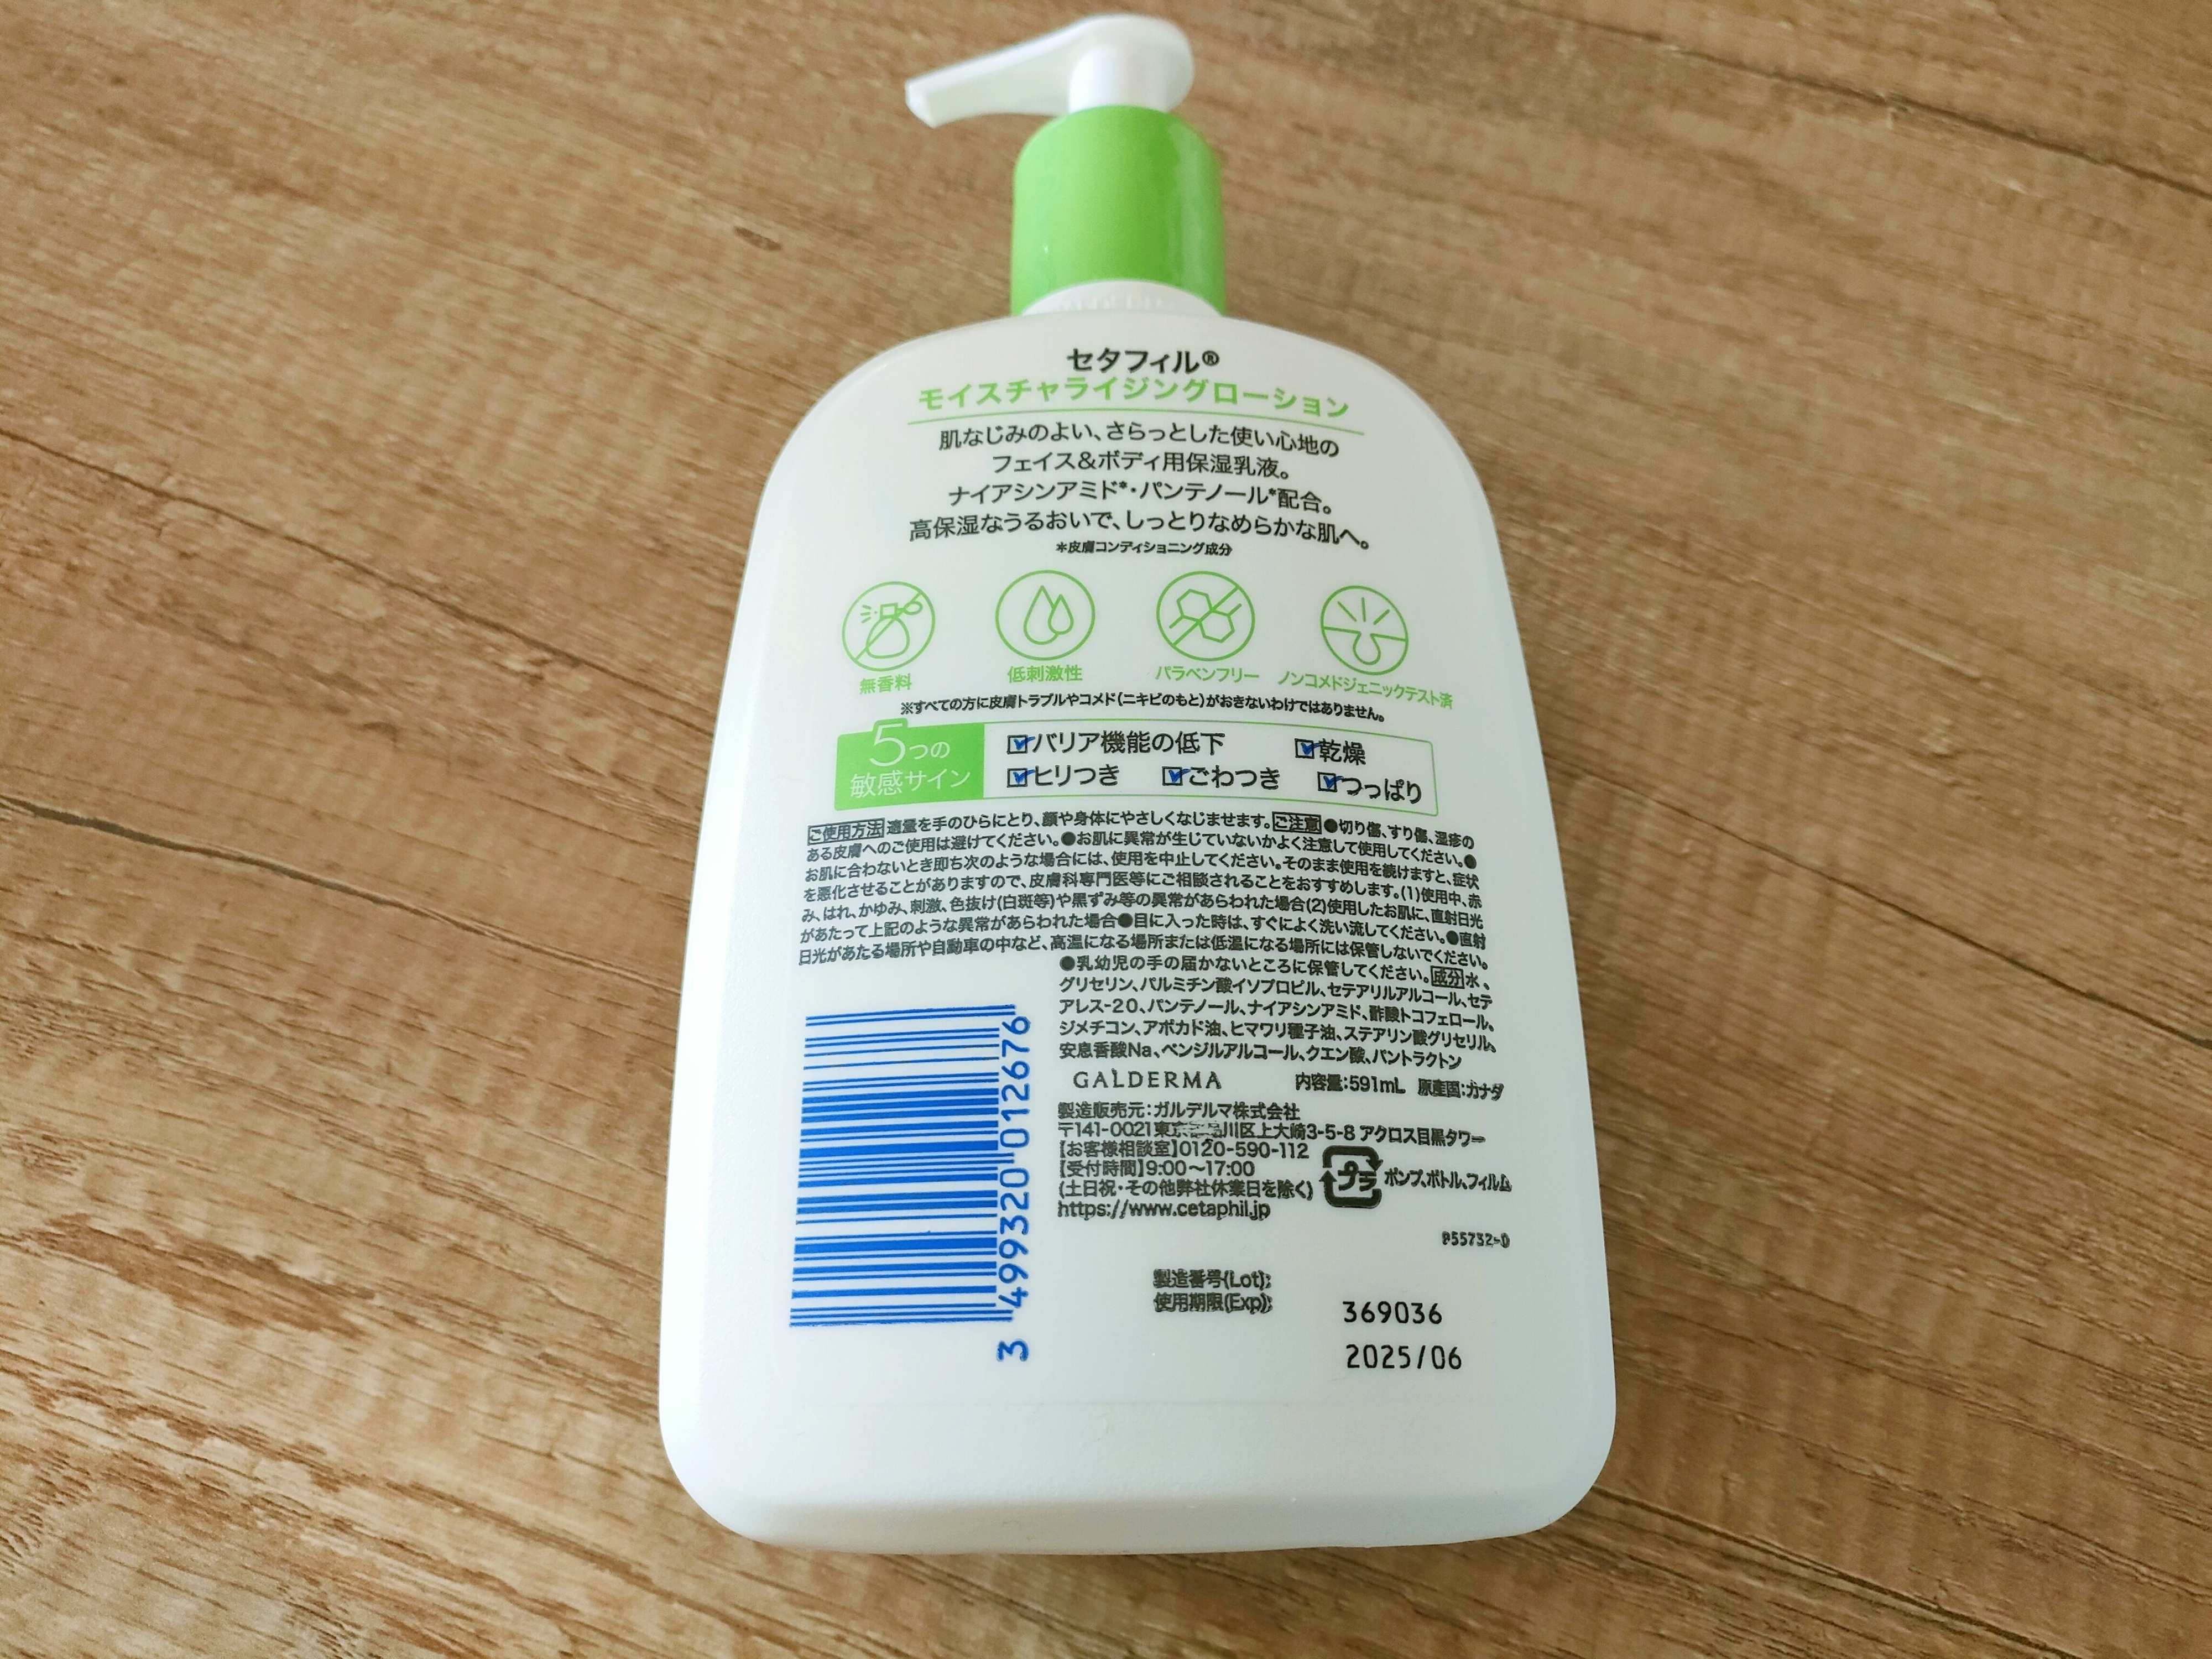 セタフィル®
モイスチャライジングローション
肌なじみのよい、さらっとした使い心地の
フェイス&ボディ用保湿乳液。
ナイアシンアミド*・パンテノール*配合。
高保湿なうるおいで、しっとりなめらかな肌へ。
*皮膚コンディショニング成分
無香料
低刺激性
パラベンフリー
ノンコメドジェニックテスト済
※すべての方に皮膚トラブルやコメド(ニキビのもと)がおきないわけではありません。
5つの
敏感サイン
バリア機能の低下 乾燥
ヒリつき ごわつき つっぱり
ご使用方法 適量を手のひらにとり、顔や身体にやさしくなじませます。ご注意 ●切り傷、すり傷、湿疹の
ある皮膚へのご使用は避けてください。●お肌に異常が生じていないかよく注意して使用してください。●
お肌に合わないとき即ち次のような場合には、使用を中止してください。そのまま使用を続けますと、症状
を悪化させることがありますので、皮膚科専門医等にご相談されることをおすすめします。(1)使用中、赤
み、はれ、かゆみ、刺激、色抜け(白斑等)や黒ずみ等の異常があらわれた場合(2)使用したお肌に、直射日光
があたって上記のような異常があらわれた場合●目に入った時は、すぐによく洗い流してください。●直射
日光があたる場所や自動車の中など、高温になる場所または低温になる場所には保管しないでください。
●乳幼児の手の届かないところに保管してください。成分 水、
グリセリン、パルミチン酸イソプロピル、セテアリルアルコール、セテ
アレス-20、パンテノール、ナイアシンアミド、酢酸トコフェロール、
ジメチコン、アボカド油、ヒマワリ種子油、ステアリン酸グリセリル、
安息香酸Na、ベンジルアルコール、クエン酸、パントラクトン
GALDERMA 内容量:591mL 原産国:カナダ
製造販売元:ガルデルマ株式会社
〒141-0021 東京 品川区上大崎3-5-8 アクロス目黒タワー
【お客様相談室】0120-590-112
【受付時間】9:00～17:00
(土日祝・その他弊社休業日を除く)
https://www.cetaphil.jp
プラ ポンプ、ボトル、フィルム
P55732-0
製造番号(Lot): 369036
使用期限(Exp): 2025/06
3 499320 012676